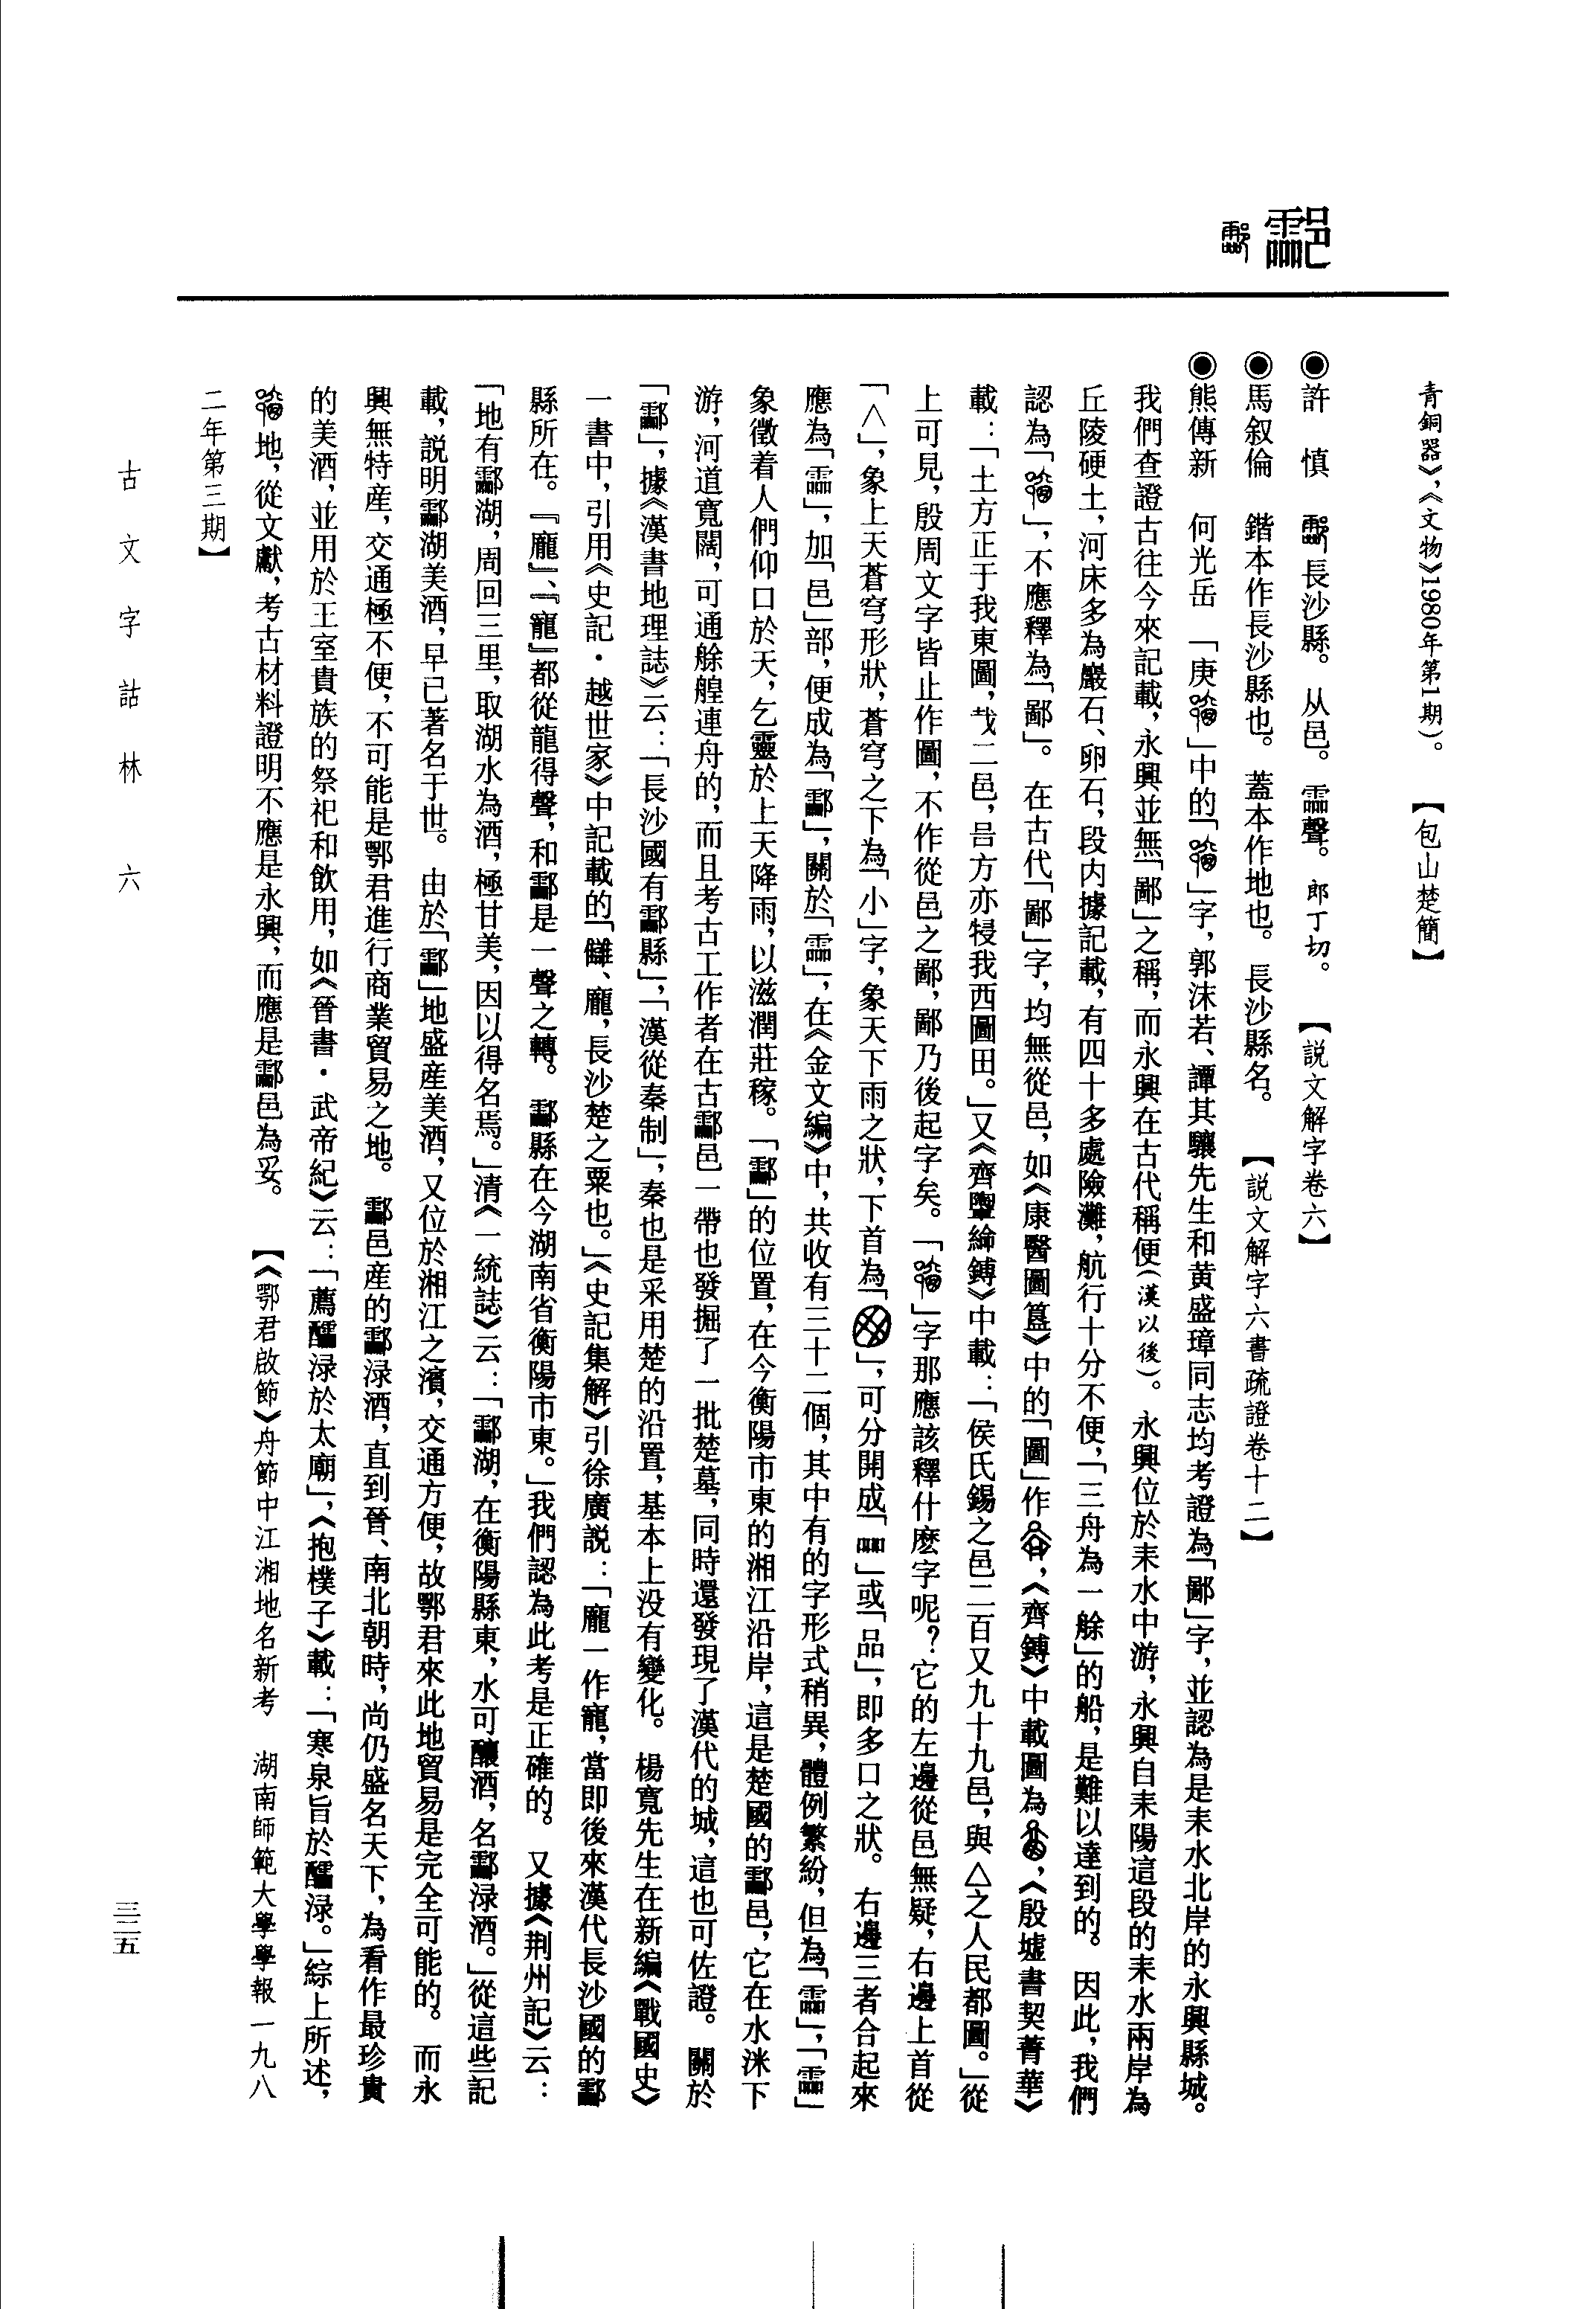 酃
青銅器》，《文物》1980年第1期）。　【包山楚簡】
◉許　慎　長沙縣。从邑。霝聲。郎丁切。　【説文解字卷六】
◉馬叙倫　鍇本作長沙縣也。蓋本作地也。長沙縣名。　【説文解字六書疏證卷十二】
◉熊傳新　何光岳　「庚」中的「」字，郭沫若、譚其驤先生和黄盛璋同志均考證為「鄙」字，並認為是耒水北岸的永興縣城。
我們查證古往今來記載，永興並無「鄙」之稱，而永興在古代稱便（漢以後）。永興位於耒水中游，永興自耒陽這段的耒水兩岸為
丘陵硬土，河床多為巖石、卵石，段内據記載，有四十多處險灘，航行十分不便，「三舟為一艅」的船，是難以達到的。因此，我們
認為「」，不應釋為「鄙」。在古代「鄙」字，均無從邑，如《康醫圖簋》中的「圖」作，《齊鎛》中載圖為，《殷墟書契菁華》
載：「土方正于我東圖，𢦏二邑，𠮷方亦㸉我西圖田。」又《齊㽙綸鎛》中載：「侯氏錫之邑二百又九十九邑，與△之人民都圖。」從
上可見，殷周文字皆止作圖，不作從邑之鄙，鄙乃後起字矣。「」字那應該釋什麽字呢？它的左邊從邑無疑，右邊上首從
「∧」，象上天蒼穹形狀，蒼穹之下為「小」字，象天下雨之狀，下首為「」，可分開成「吅」或「品」，即多口之狀。右邊三者合起來
應為「霝」，加「邑」部，便成為「酃」，關於「霝」，在《金文編》中，共收有三十二個，其中有的字形式稍異，體例繁紛，但為「霝」，「霝」
象徵着人們仰口於天，乞靈於上天降雨，以滋潤莊稼。「酃」的位置，在今衡陽市東的湘江沿岸，這是楚國的酃邑，它在水洣下
游，河道寬闊，可通艅艎連舟的，而且考古工作者在古酃邑一帶也發掘了一批楚墓，同時還發現了漢代的城，這也可佐證。關於
「酃」，據《漢書地理誌》云：「長沙國有酃縣」，「漢從秦制」，秦也是采用楚的沿置，基本上没有變化。楊寬先生在新編《戰國史》
一書中，引用《史記·越世家》中記載的「讎、龐，長沙楚之粟也。」《史記集解》引徐廣説：「龐一作寵，當即後來漢代長沙國的酃
縣所在。『龐』、『寵』都從龍得聲，和酃是一聲之轉。酃縣在今湖南省衡陽市東。」我們認為此考是正確的。又據《荆州記》云：
「地有酃湖，周回三里，取湖水為酒，極甘美，因以得名焉。」清《一統誌》云：「酃湖，在衡陽縣東，水可釀酒，名酃渌酒。」從這些記
載，説明酃湖美酒，早已著名于世。由於「酃」地盛産美酒，又位於湘江之濱，交通方便，故鄂君來此地貿易是完全可能的。而永
興無特産，交通極不便，不可能是鄂君進行商業貿易之地。酃邑産的酃渌酒，直到晉、南北朝時，尚仍盛名天下，為看作最珍貴
的美酒，並用於王室貴族的祭祀和飲用，如《晉書·武帝紀》云：「薦醽渌於太廟」，《抱樸子》載：「寒泉旨於醽渌。」綜上所述，
地，從文獻，考古材料證明不應是永興，而應是酃邑為妥。　【《鄂君啟節》舟節中江湘地名新考　湖南師範大學學報一九八
二年第三期】
古文字詁林　六
三二五